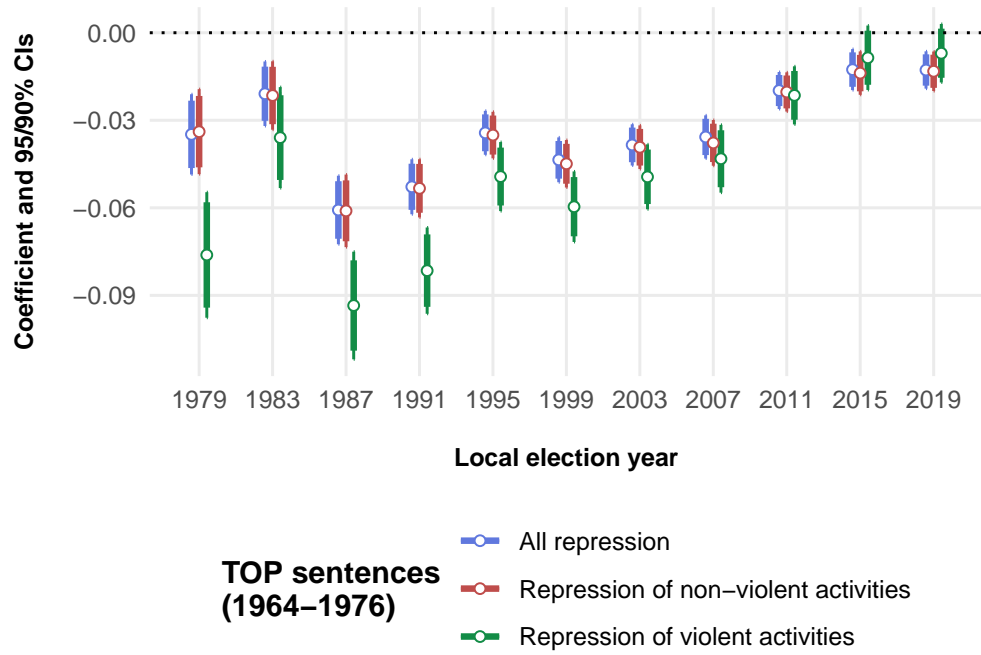 Coefficient and 95/90% CIs
0.00
−0.03
−0.06
−0.09
1979 1983 1987 1991 1995 1999 2003 2007 2011 2015 2019
Local election year
TOP sentences
(1964−1976)
All repression
Repression of non−violent activities
Repression of violent activities